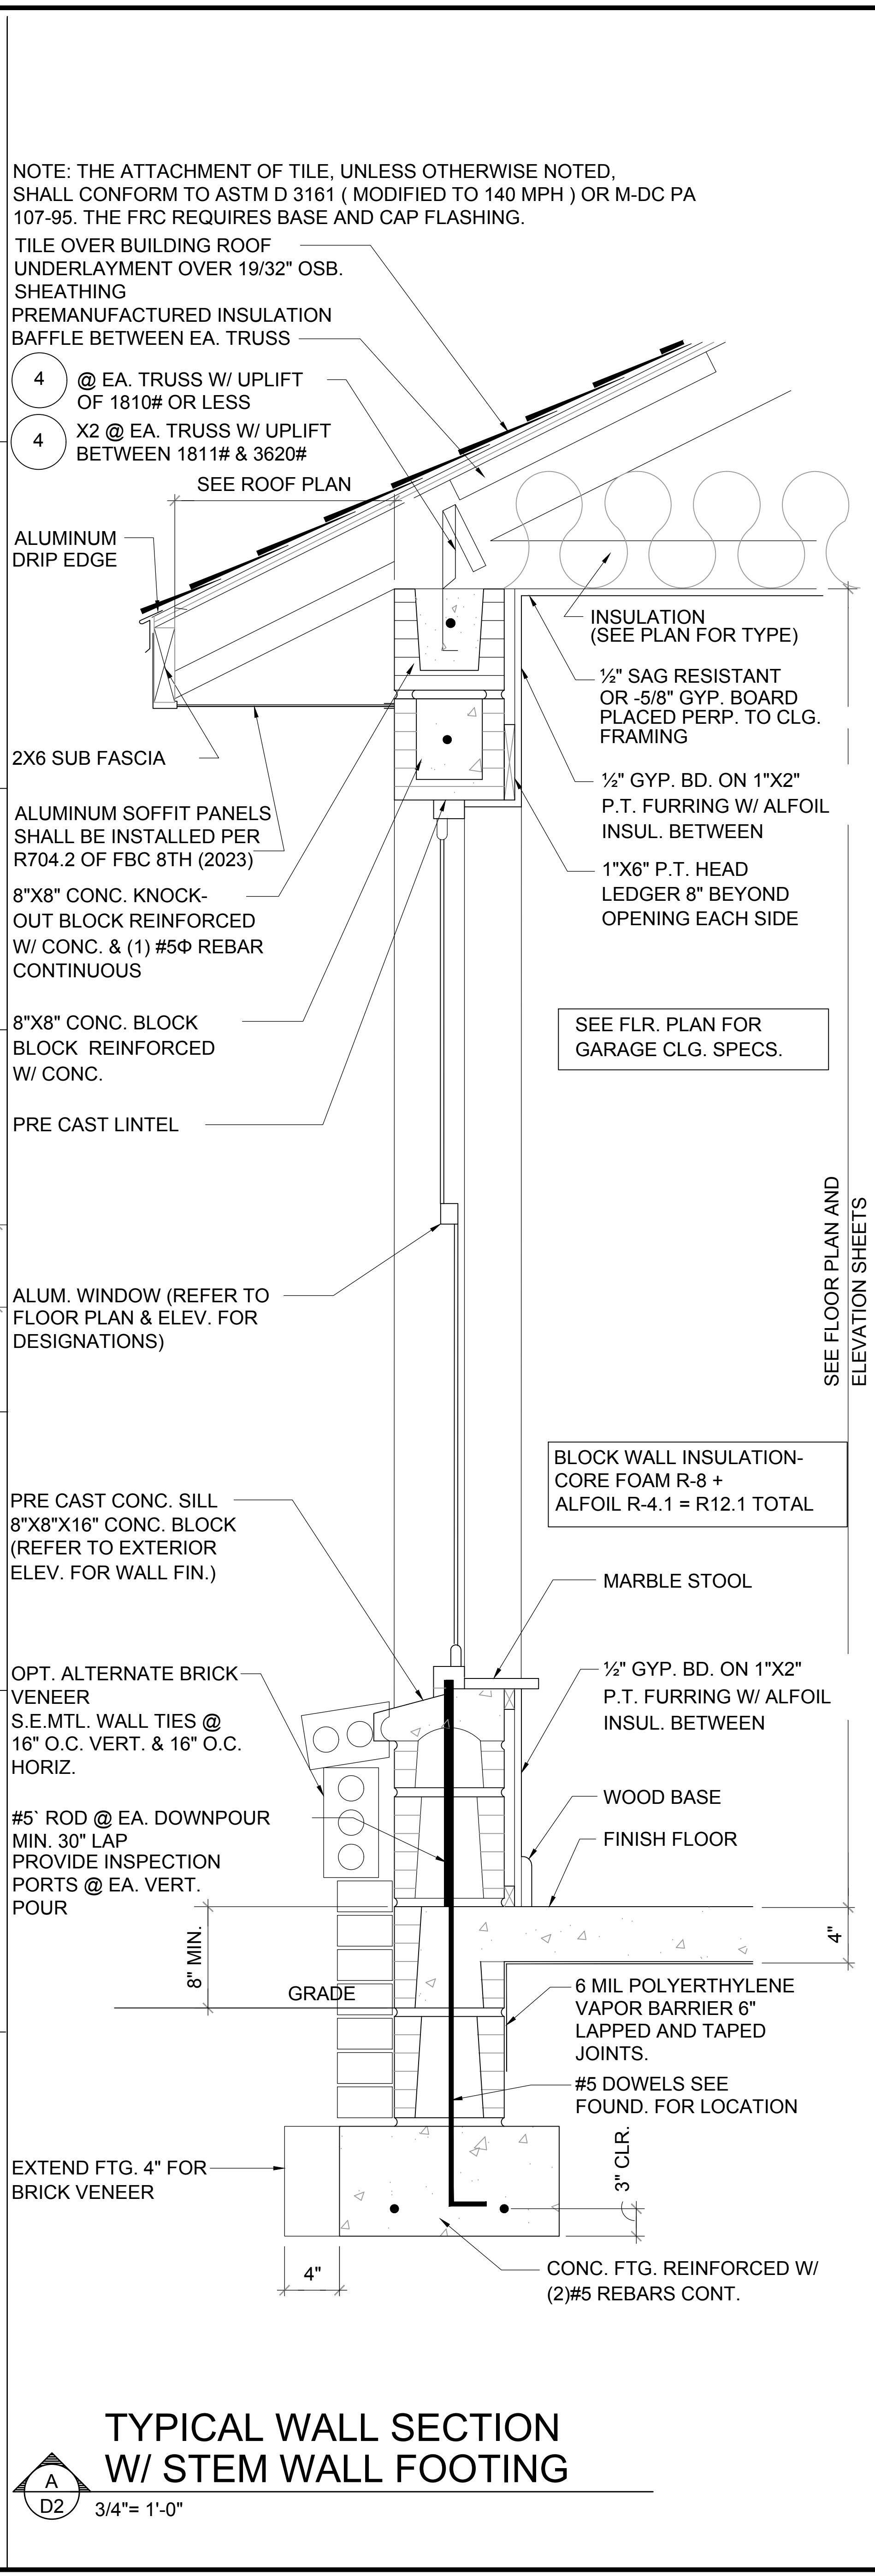 NOTE: THE ATTACHMENT OF TILE, UNLESS OTHERWISE NOTED,
SHALL CONFORM TO ASTM D 3161 ( MODIFIED TO 140 MPH ) OR M-DC PA
107-95. THE FRC REQUIRES BASE AND CAP FLASHING.
TILE OVER BUILDING ROOF
UNDERLAYMENT OVER 19/32" OSB.
SHEATHING
PREMANUFACTURED INSULATION
BAFFLE BETWEEN EA. TRUSS
4
@ EA. TRUSS W/ UPLIFT
OF 1810# OR LESS
4
X2 @ EA. TRUSS W/ UPLIFT
BETWEEN 1811# & 3620#
SEE ROOF PLAN
ALUMINUM
DRIP EDGE
INSULATION
(SEE PLAN FOR TYPE)
½" SAG RESISTANT
OR -5/8" GYP. BOARD
PLACED PERP. TO CLG.
FRAMING
2X6 SUB FASCIA
½" GYP. BD. ON 1"X2"
P.T. FURRING W/ ALFOIL
INSUL. BETWEEN
ALUMINUM SOFFIT PANELS
SHALL BE INSTALLED PER
R704.2 OF FBC 8TH (2023)
1"X6" P.T. HEAD
LEDGER 8" BEYOND
OPENING EACH SIDE
8"X8" CONC. KNOCK-
OUT BLOCK REINFORCED
W/ CONC. & (1) #5Φ REBAR
CONTINUOUS
8"X8" CONC. BLOCK
BLOCK REINFORCED
W/ CONC.
SEE FLR. PLAN FOR
GARAGE CLG. SPECS.
PRE CAST LINTEL
SEE FLOOR PLAN AND
ELEVATION SHEETS
ALUM. WINDOW (REFER TO
FLOOR PLAN & ELEV. FOR
DESIGNATIONS)
BLOCK WALL INSULATION-
CORE FOAM R-8 +
ALFOIL R-4.1 = R12.1 TOTAL
PRE CAST CONC. SILL
8"X8"X16" CONC. BLOCK
(REFER TO EXTERIOR
ELEV. FOR WALL FIN.)
MARBLE STOOL
OPT. ALTERNATE BRICK
VENEER
S.E.MTL. WALL TIES @
16" O.C. VERT. & 16" O.C.
HORIZ.
½" GYP. BD. ON 1"X2"
P.T. FURRING W/ ALFOIL
INSUL. BETWEEN
WOOD BASE
#5` ROD @ EA. DOWNPOUR
MIN. 30" LAP
PROVIDE INSPECTION
PORTS @ EA. VERT.
POUR
FINISH FLOOR
8" MIN.
4"
GRADE
6 MIL POLYERTHYLENE
VAPOR BARRIER 6"
LAPPED AND TAPED
JOINTS.
#5 DOWELS SEE
FOUND. FOR LOCATION
3" CLR.
EXTEND FTG. 4" FOR
BRICK VENEER
4"
CONC. FTG. REINFORCED W/
(2)#5 REBARS CONT.
TYPICAL WALL SECTION
W/ STEM WALL FOOTING
A
D2
3/4"= 1'-0"